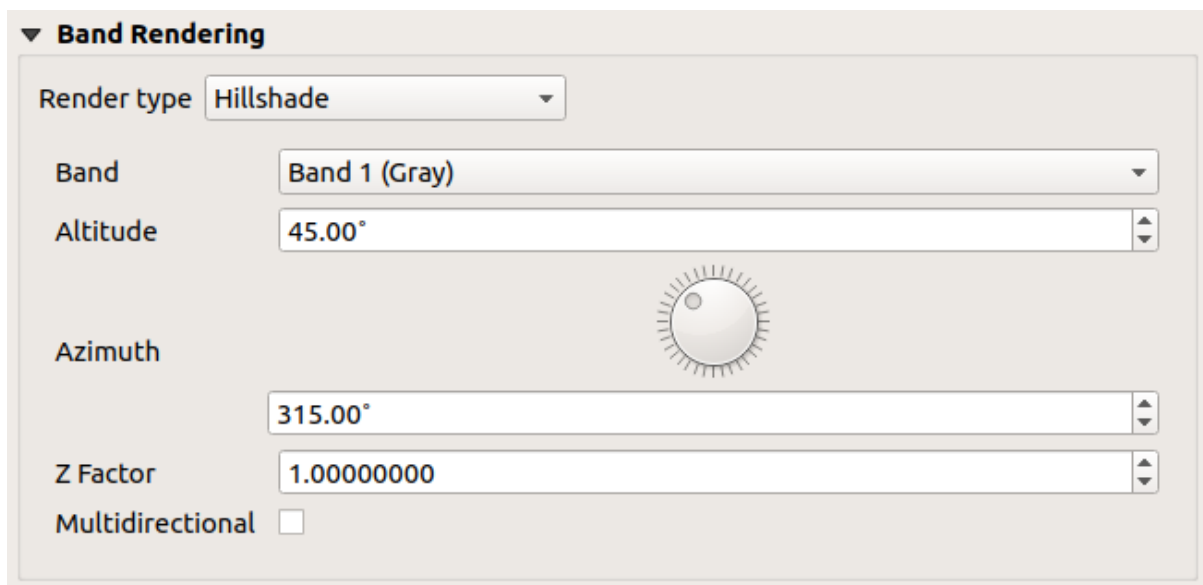 Band Rendering
Render type Hillshade
Band Band 1 (Gray)
Altitude 45.00°
Azimuth
315.00°
Z Factor 1.00000000
Multidirectional